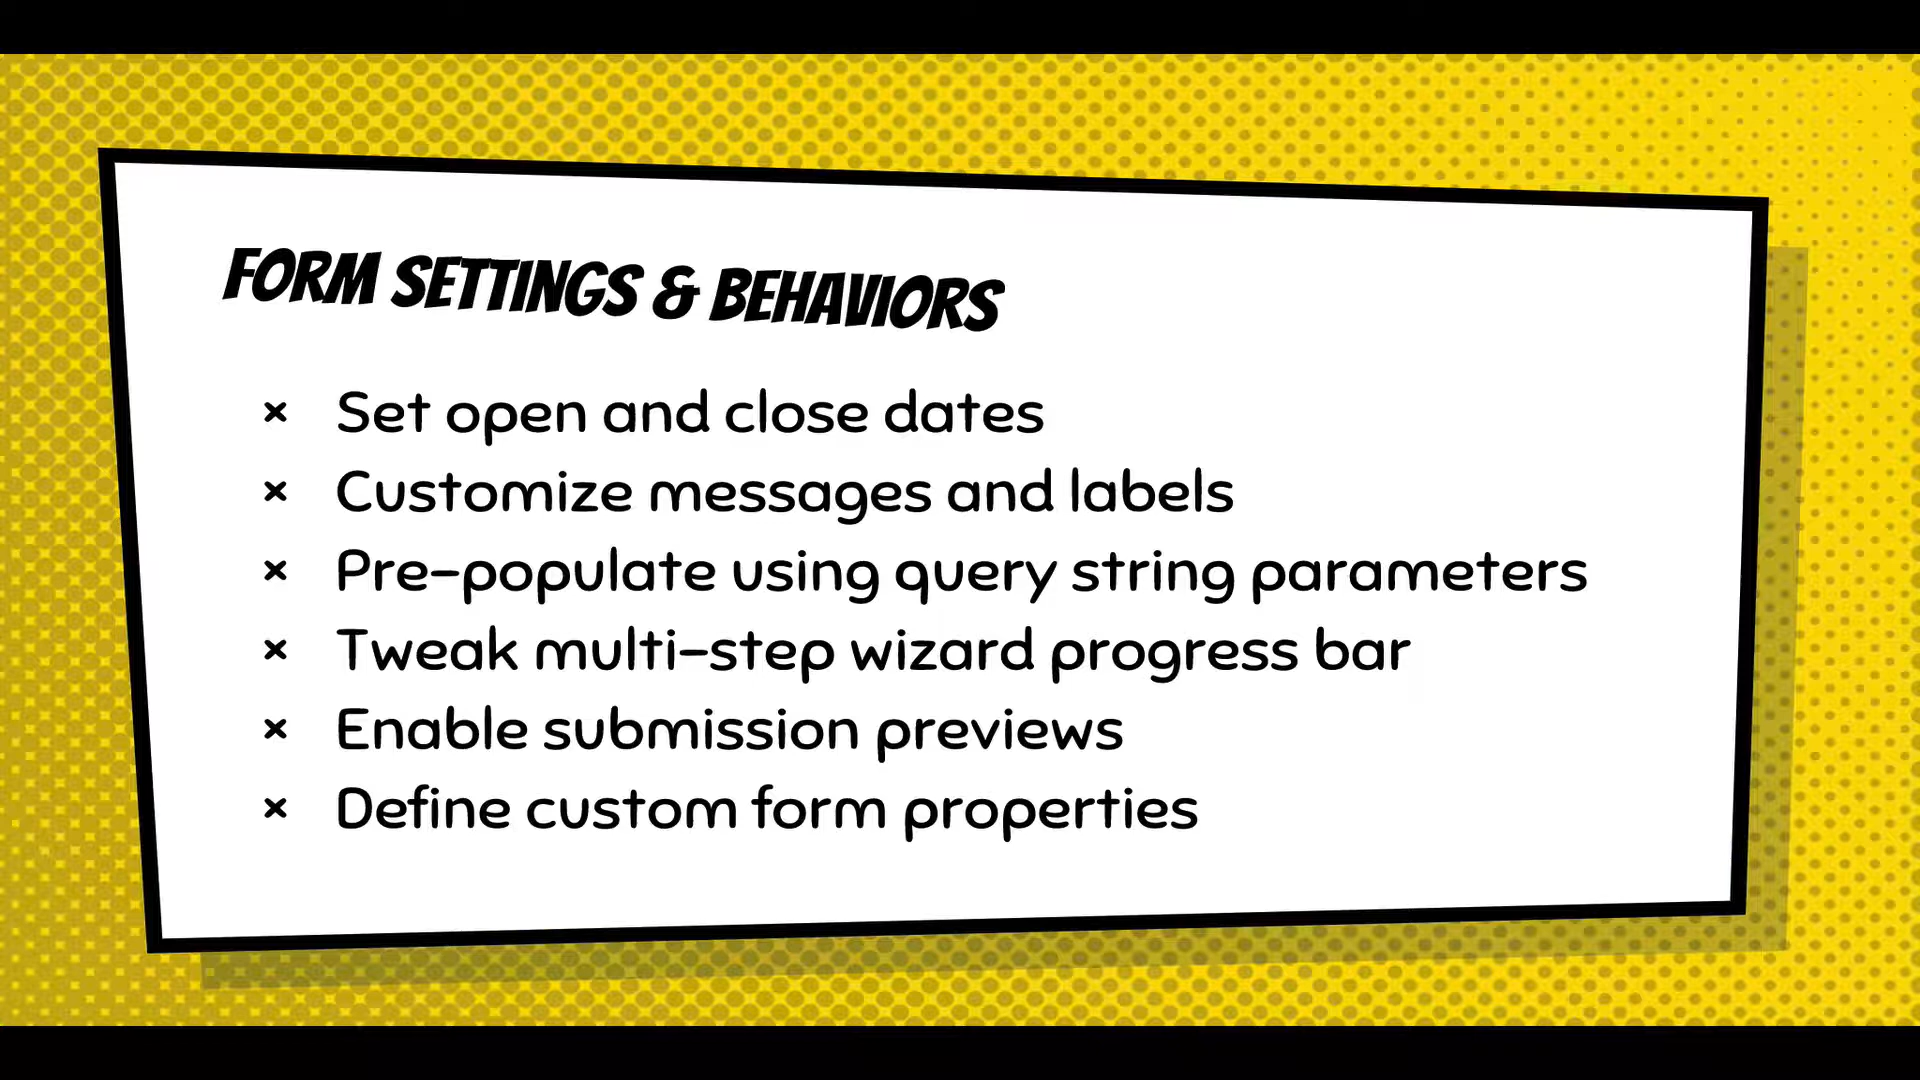 FORM SETTINGS & BEHAVIORS
× Set open and close dates
× Customize messages and labels
× Pre-populate using query string parameters
× Tweak multi-step wizard progress bar
× Enable submission previews
× Define custom form properties